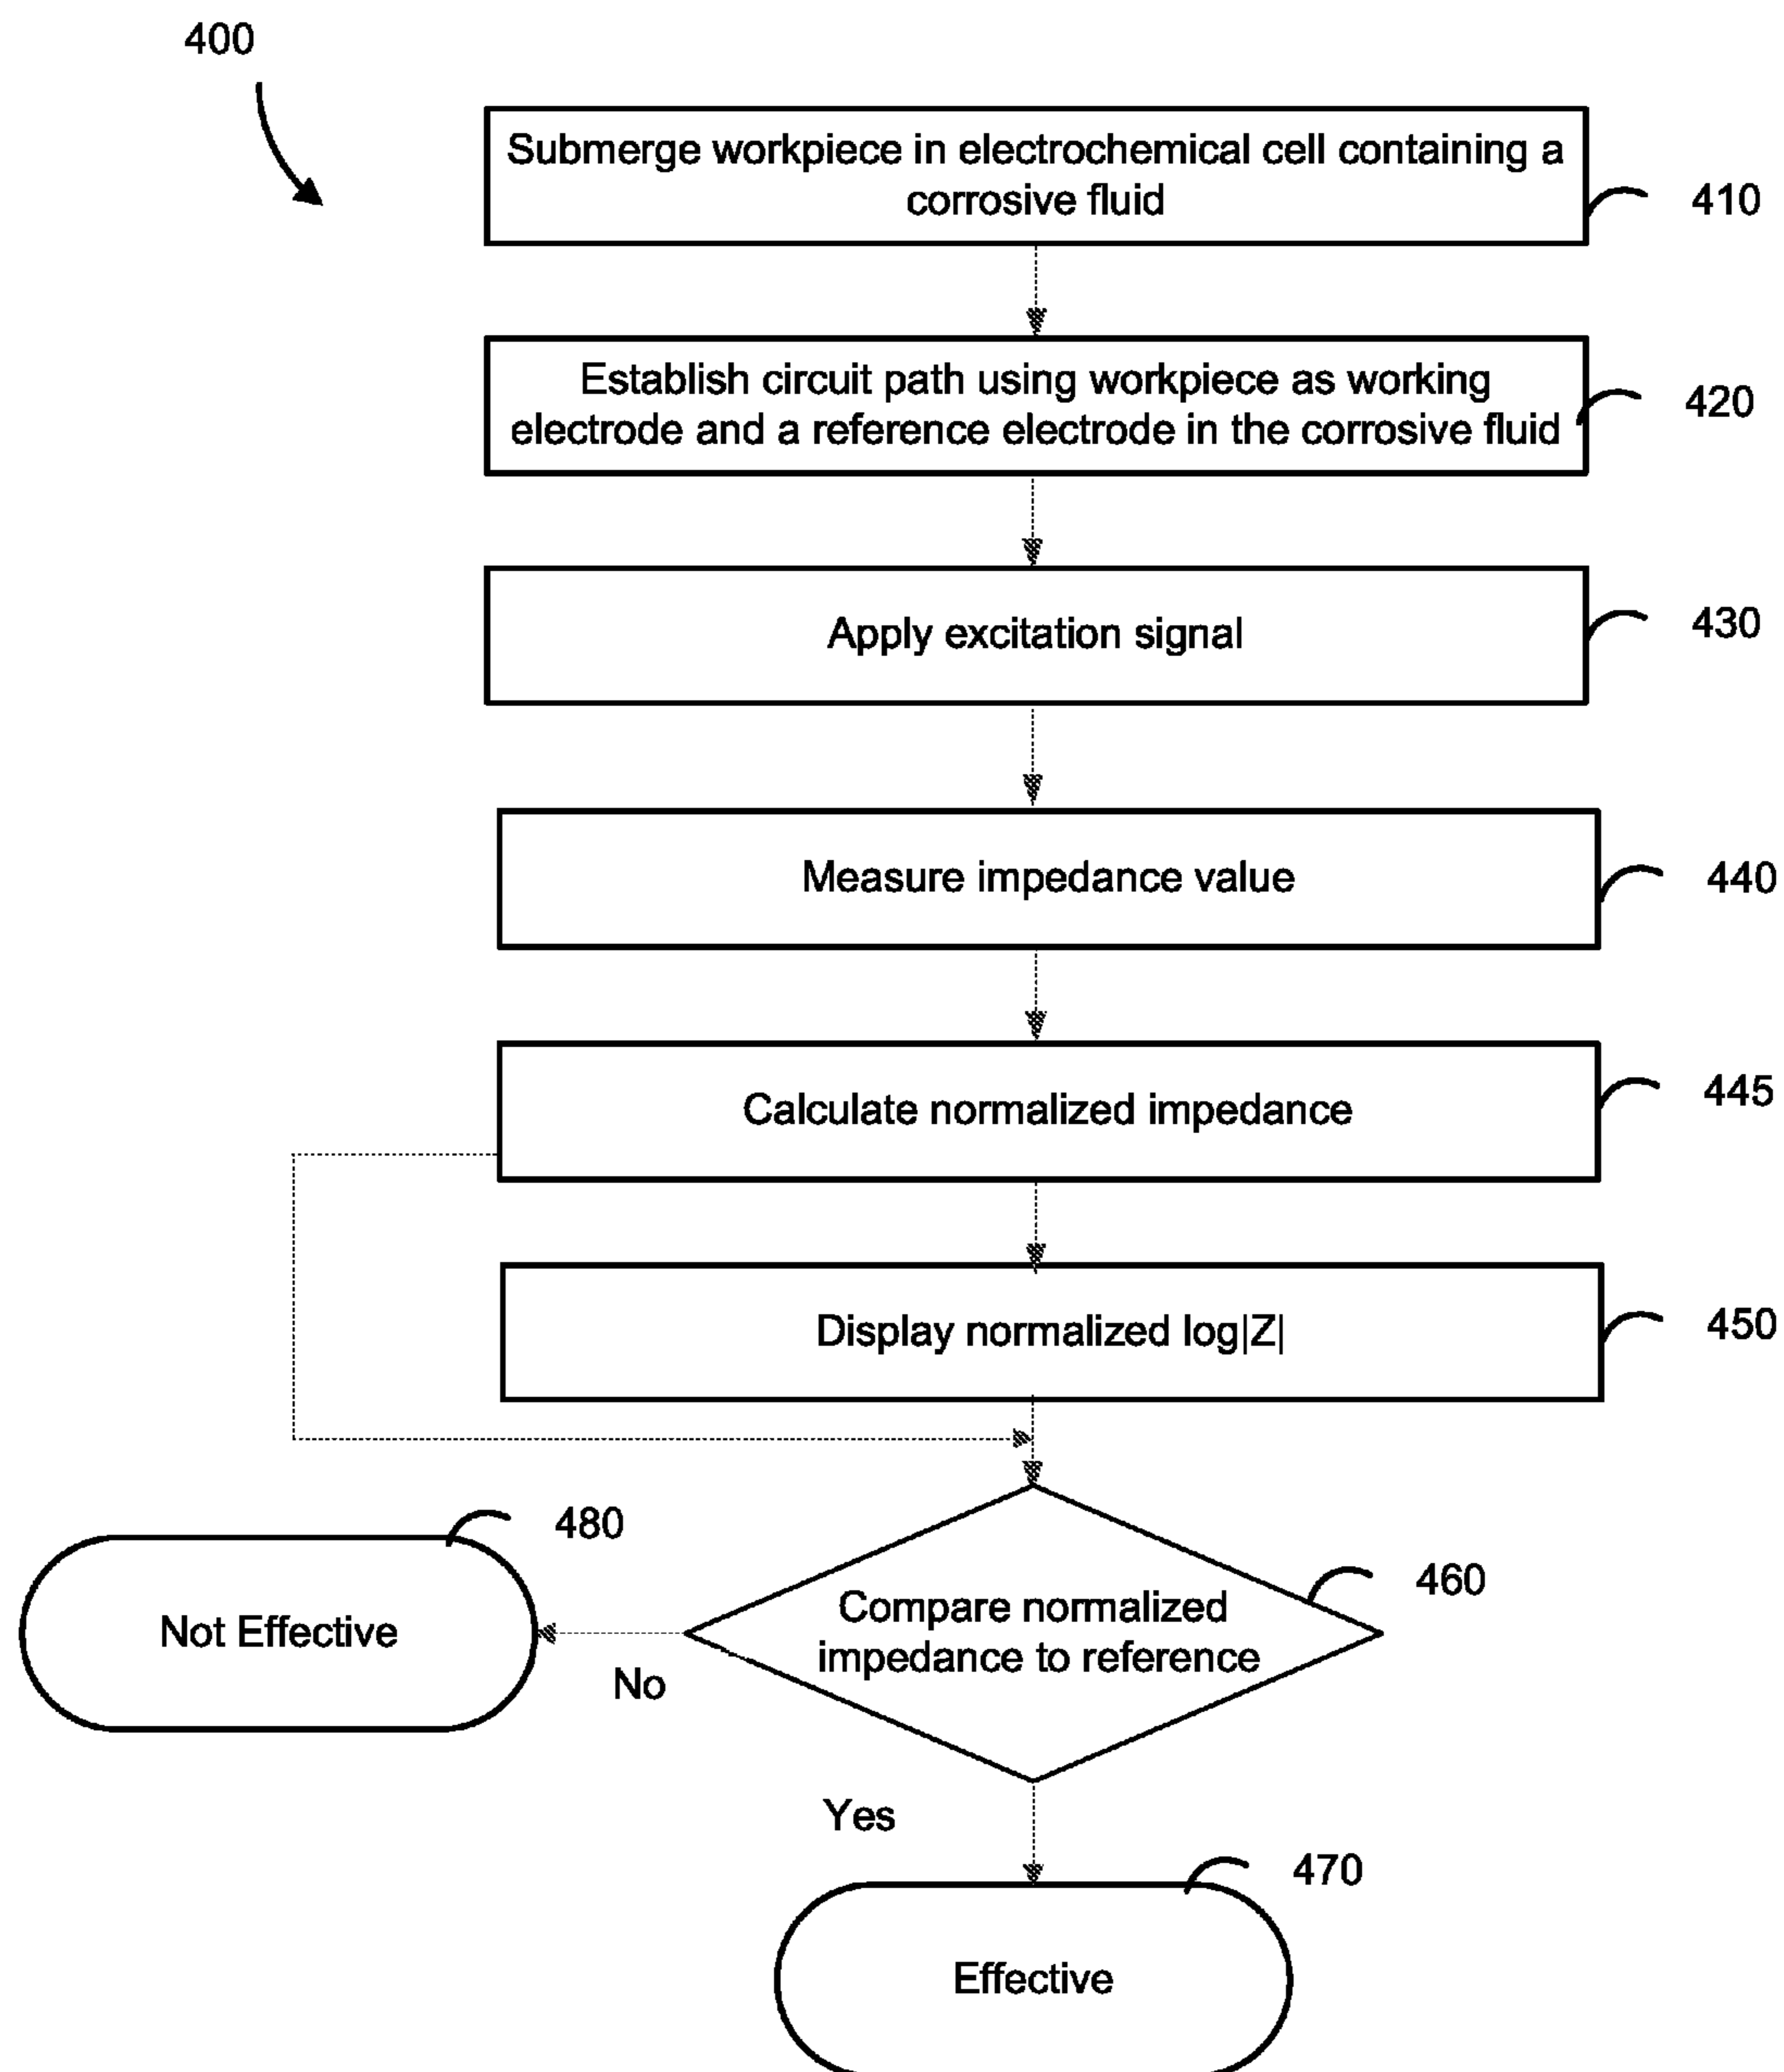 400
Submerge workpiece in electrochemical cell containing a
corrosive fluid
410
Establish circuit path using workpiece as working
electrode and a reference electrode in the corrosive fluid
420
Apply excitation signal
430
Measure impedance value
440
Calculate normalized impedance
445
Display normalized log|Z|
450
480
Not Effective
No
Compare normalized
impedance to reference
460
Yes
470
Effective